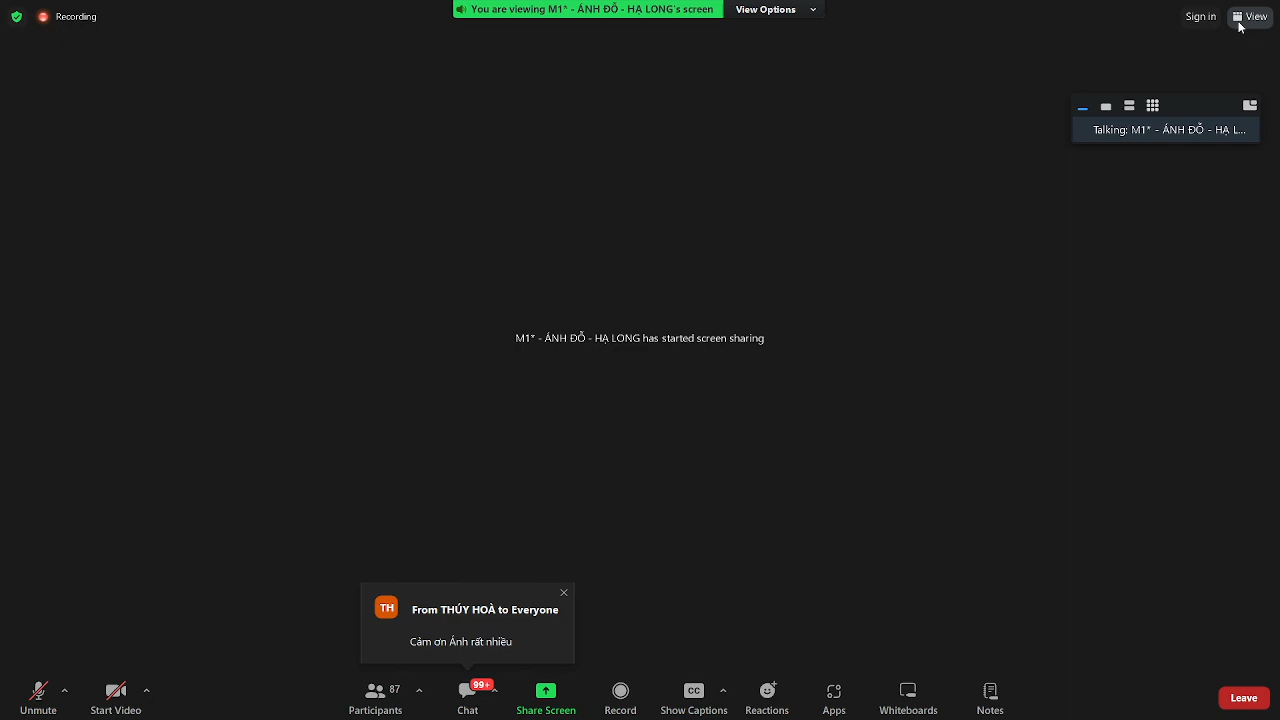 Recording
You are viewing M1* - ÁNH ĐỖ - HẠ LONG's screen
View Options
Sign in
View
Talking: M1* - ÁNH ĐỖ - HẠ L...
M1* - ÁNH ĐỖ - HẠ LONG has started screen sharing
TH
From THÚY HOÀ to Everyone
Cảm ơn Ánh rất nhiều
Unmute
Start Video
87
Participants
99+
Chat
Share Screen
Record
CC
Show Captions
Reactions
Apps
Whiteboards
Notes
Leave